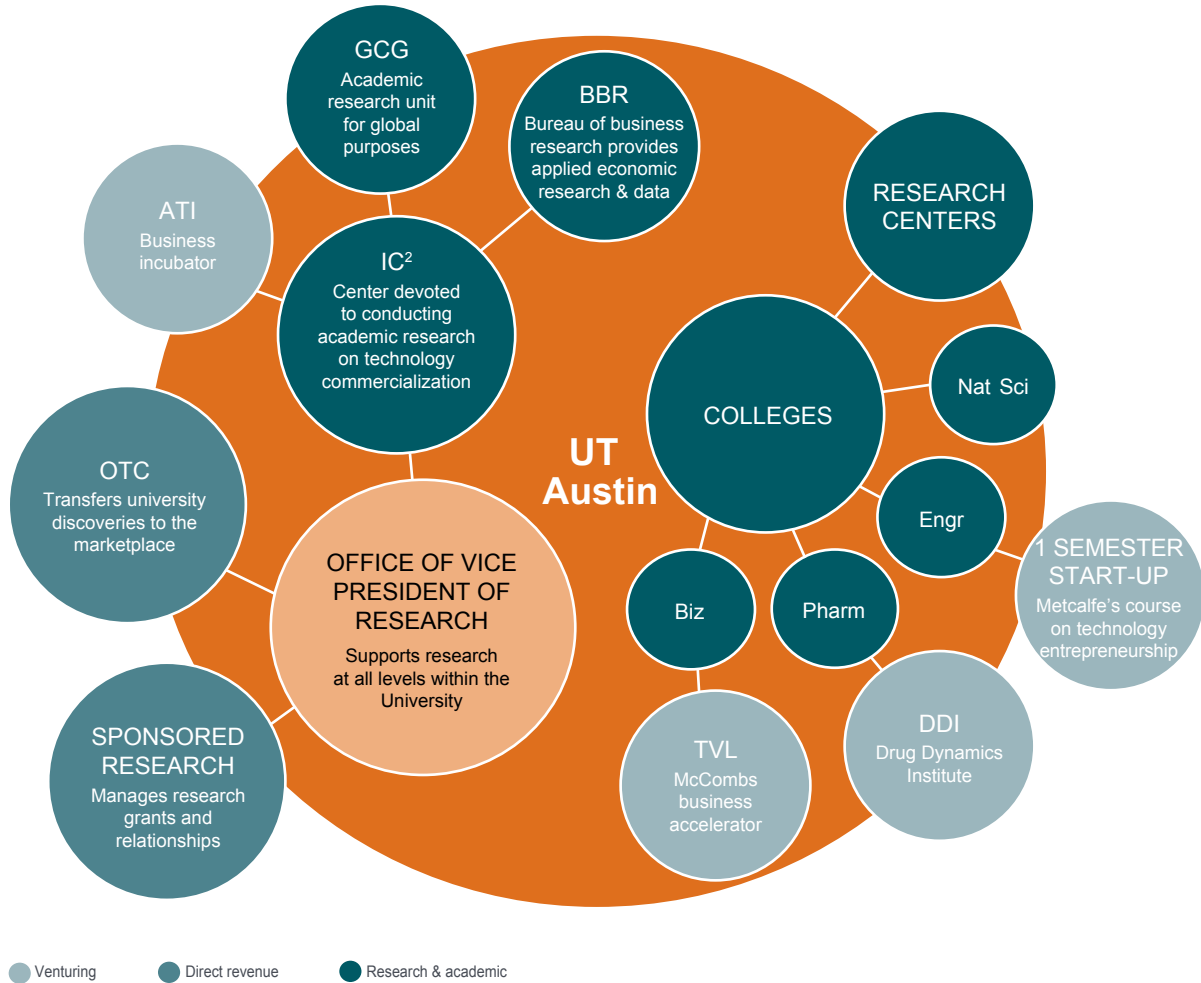 GCG
Academic
research unit
for global
purposes
BBR
Bureau of business
research provides
applied economic
research & data
RESEARCH
CENTERS
ATI
Business
incubator
IC²
Center devoted
to conducting
academic research
on technology
commercialization
COLLEGES
Nat Sci
UT
Austin
OTC
Transfers university
discoveries to the
marketplace
Engr
1 SEMESTER
START-UP
Metcalfe’s course
on technology
entrepreneurship
OFFICE OF VICE
PRESIDENT OF
RESEARCH
Supports research
at all levels within the
University
Biz
Pharm
SPONSORED
RESEARCH
Manages research
grants and
relationships
TVL
McCombs
business
accelerator
DDI
Drug Dynamics
Institute
Venturing
Direct revenue
Research & academic